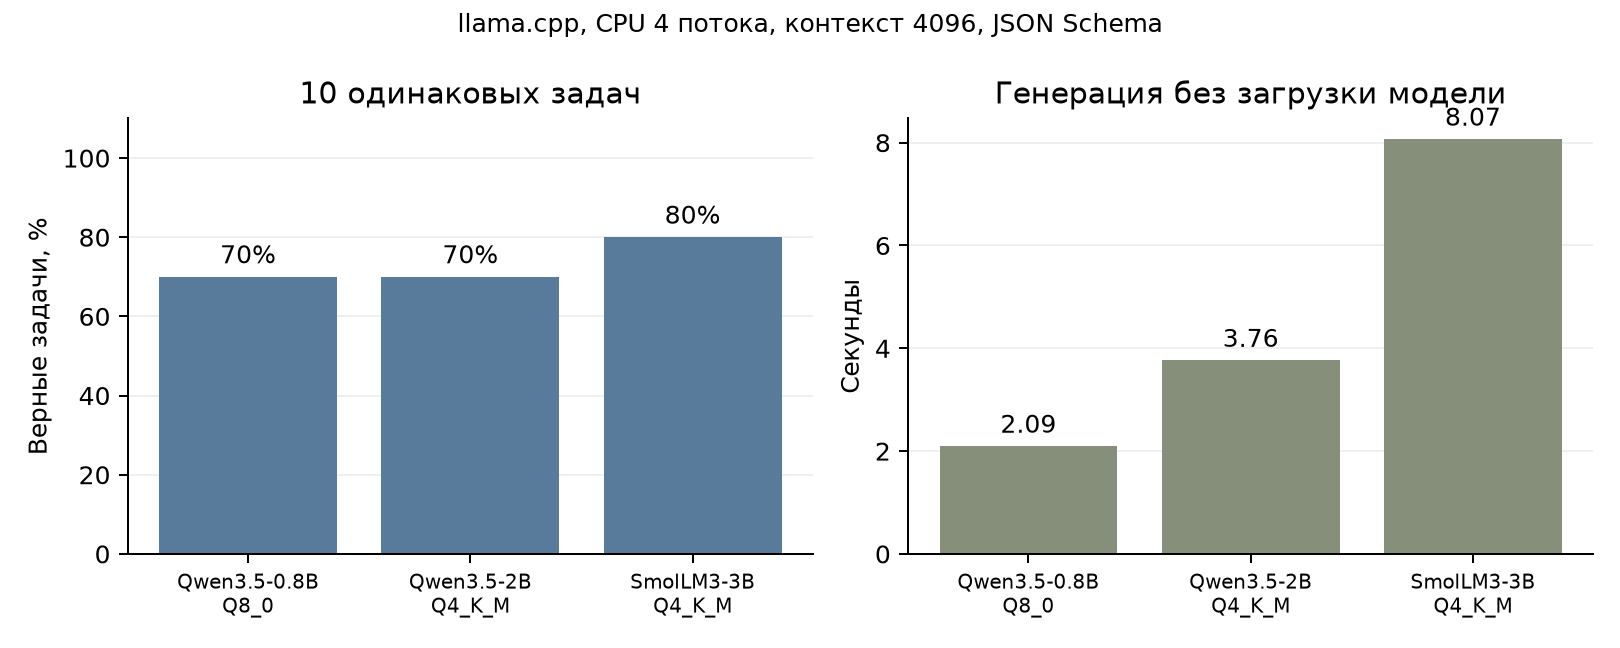 llama.cpp, CPU 4 потока, контекст 4096, JSON Schema
10 одинаковых задач
Верные задачи, %
100
80
60
40
20
0
70%
70%
80%
Qwen3.5-0.8B
Q8_0
Qwen3.5-2B
Q4_K_M
SmolLM3-3B
Q4_K_M
Генерация без загрузки модели
Секунды
8
6
4
2
0
2.09
3.76
8.07
Qwen3.5-0.8B
Q8_0
Qwen3.5-2B
Q4_K_M
SmolLM3-3B
Q4_K_M